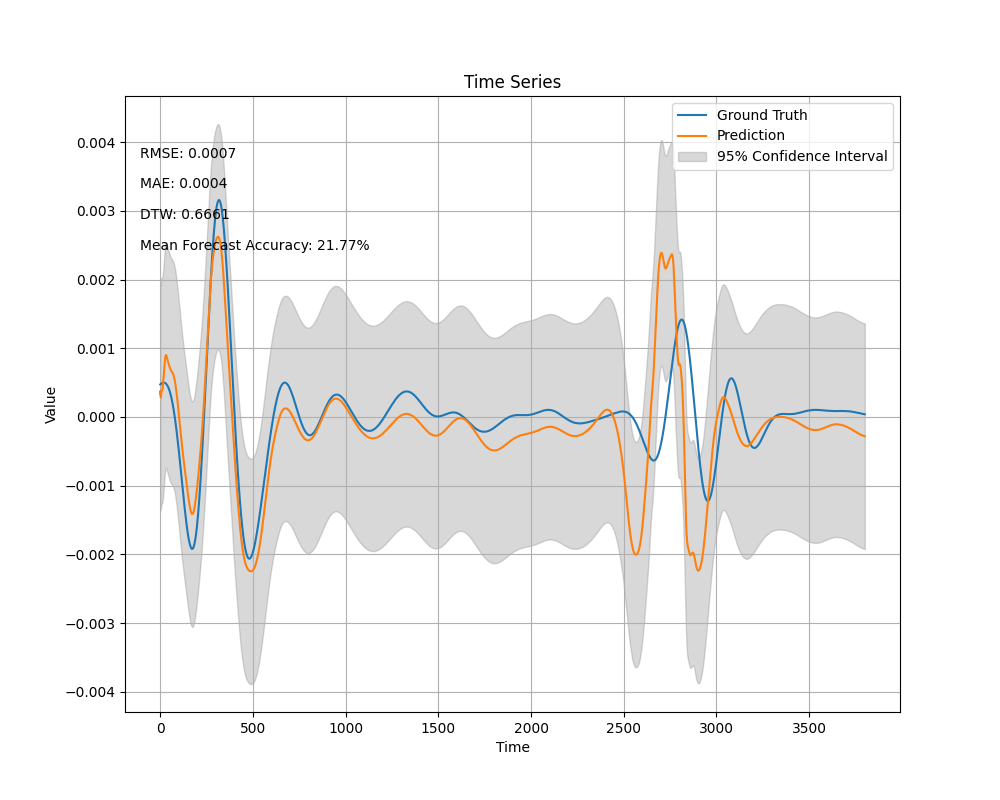 Time Series
Ground Truth
Prediction
95% Confidence Interval
RMSE: 0.0007
MAE: 0.0004
DTW: 0.6661
Mean Forecast Accuracy: 21.77%
Value
0.004
0.003
0.002
0.001
0.000
−0.001
−0.002
−0.003
−0.004
0 500 1000 1500 2000 2500 3000 3500
Time